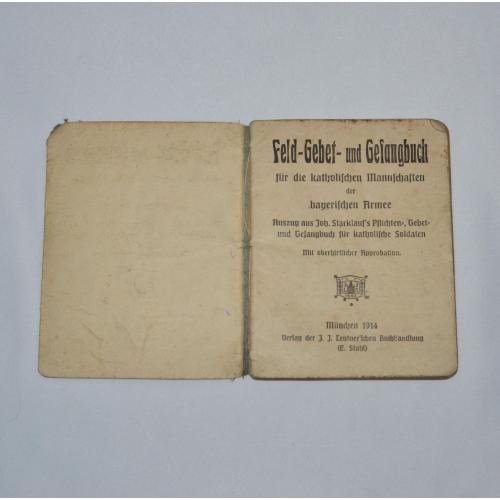 Feld-Gebet- und Gesangbuch
für die katholischen Mannschaften
der
bayerischen Armee
Auszug aus Joh. Starklauf's Pflichten-, Gebet-
und Gesangbuch für katholische Soldaten
Mit oberhirtlicher Approbation.
München 1914
Verlag der J. J. Lentner'schen Buchhandlung
(E. Stahl)